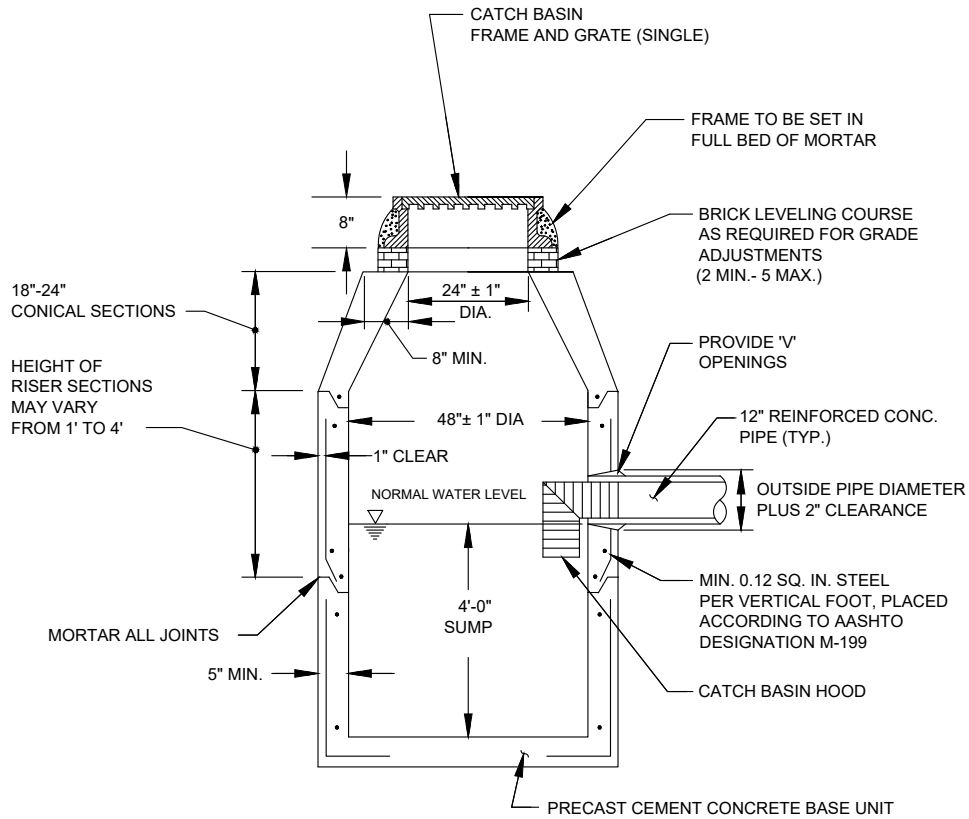 CATCH BASIN
FRAME AND GRATE (SINGLE)
FRAME TO BE SET IN
FULL BED OF MORTAR
8"
BRICK LEVELING COURSE
AS REQUIRED FOR GRADE
ADJUSTMENTS
(2 MIN.- 5 MAX.)
18"-24"
CONICAL SECTIONS
24" ± 1"
DIA.
8" MIN.
PROVIDE 'V'
OPENINGS
HEIGHT OF
RISER SECTIONS
MAY VARY
FROM 1' TO 4'
48"± 1" DIA
12" REINFORCED CONC.
PIPE (TYP.)
1" CLEAR
NORMAL WATER LEVEL
OUTSIDE PIPE DIAMETER
PLUS 2" CLEARANCE
4'-0"
SUMP
MIN. 0.12 SQ. IN. STEEL
PER VERTICAL FOOT, PLACED
ACCORDING TO AASHTO
DESIGNATION M-199
MORTAR ALL JOINTS
5" MIN.
CATCH BASIN HOOD
PRECAST CEMENT CONCRETE BASE UNIT